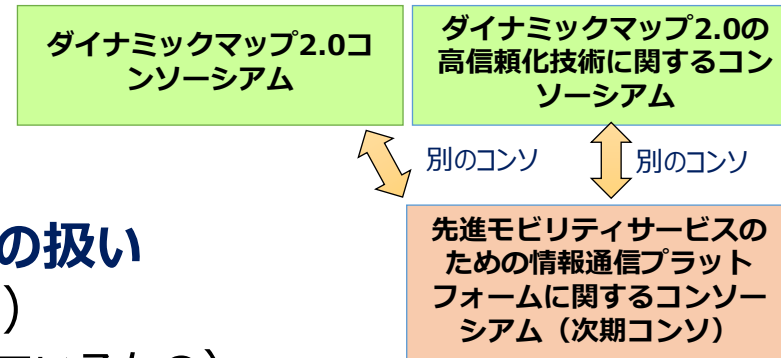 ダイナミックマップ2.0コ
ンソーシアム
ダイナミックマップ2.0の
高信頼化技術に関するコン
ソーシアム
別のコンソ
別のコンソ
の扱い
)
ているもの)
先進モビリティサービスの
ための情報通信プラット
フォームに関するコンソー
シアム（次期コンソ）